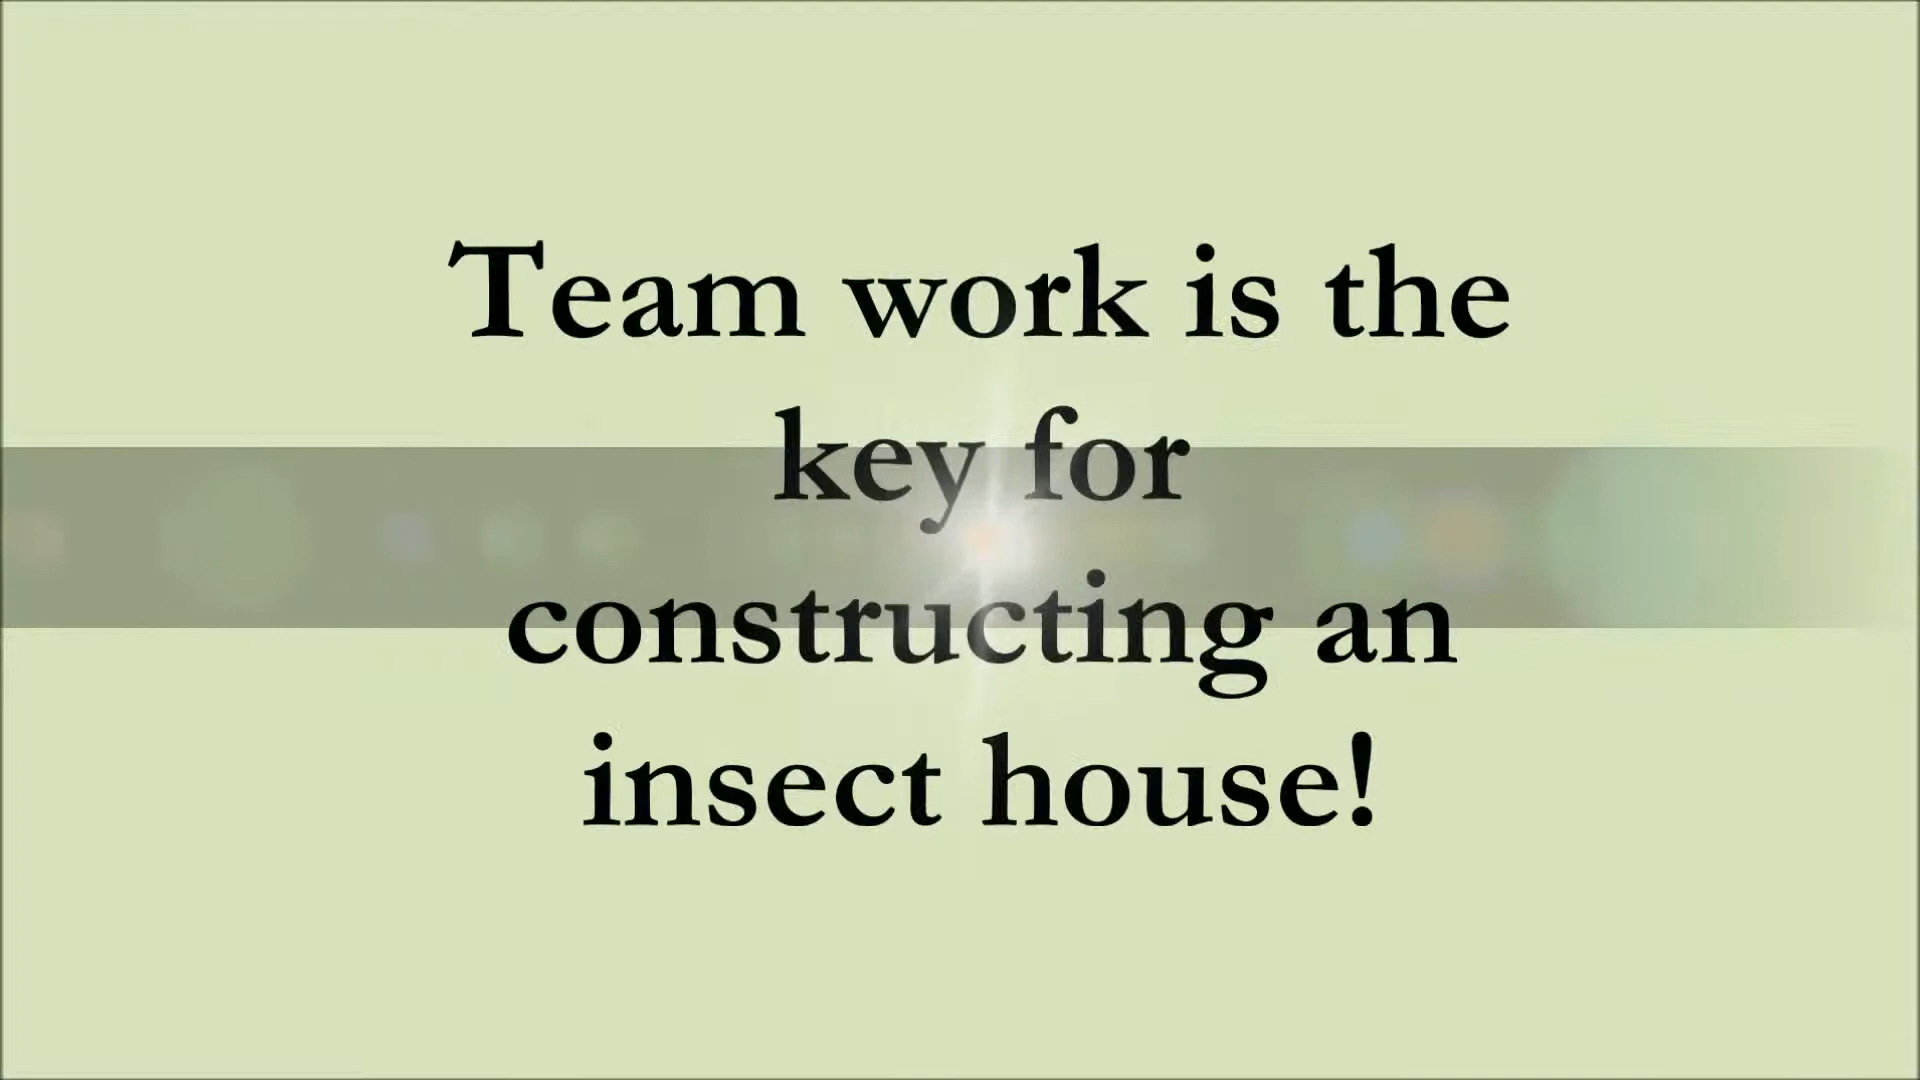 Team work is the
key for
constructing an
insect house!